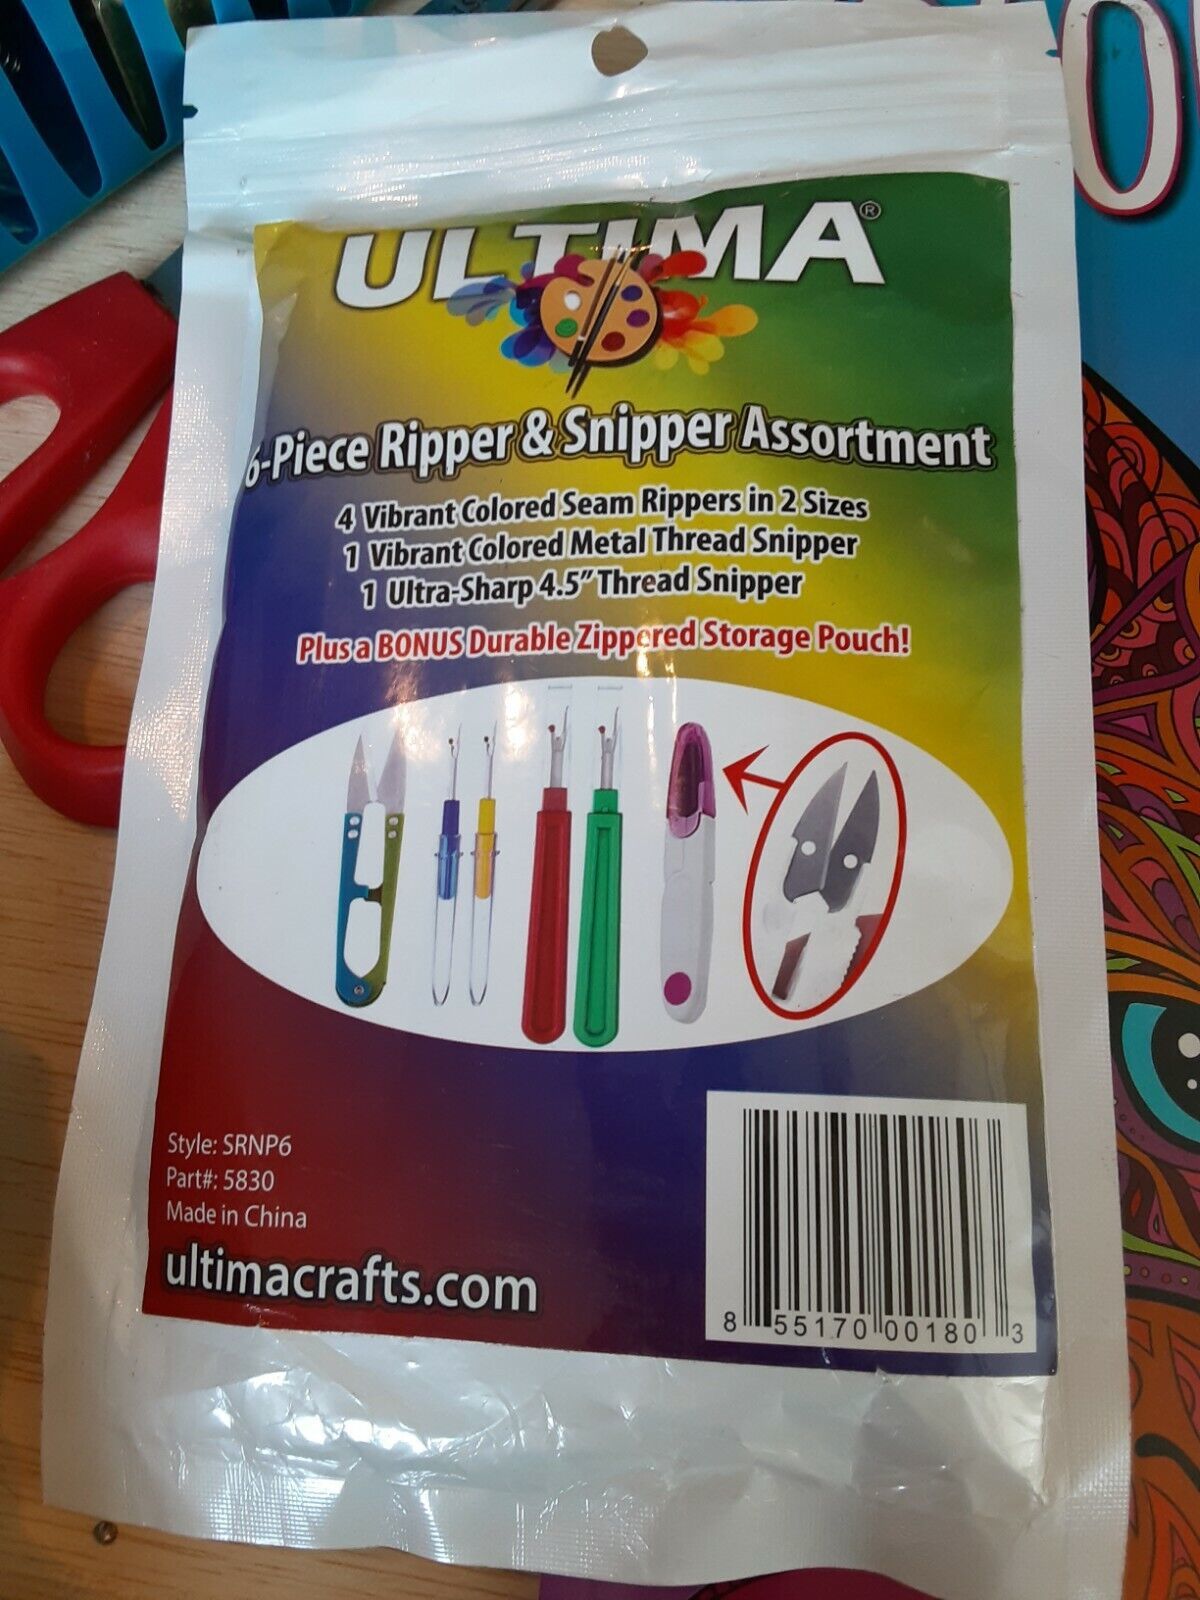 ULTIMA®
6-Piece Ripper & Snipper Assortment
4 Vibrant Colored Seam Rippers in 2 Sizes
1 Vibrant Colored Metal Thread Snipper
1 Ultra-Sharp 4.5" Thread Snipper
Plus a BONUS Durable Zippered Storage Pouch!
Style: SRNP6
Part#: 5830
Made in China
ultimacrafts.com
8 55170 00180 3